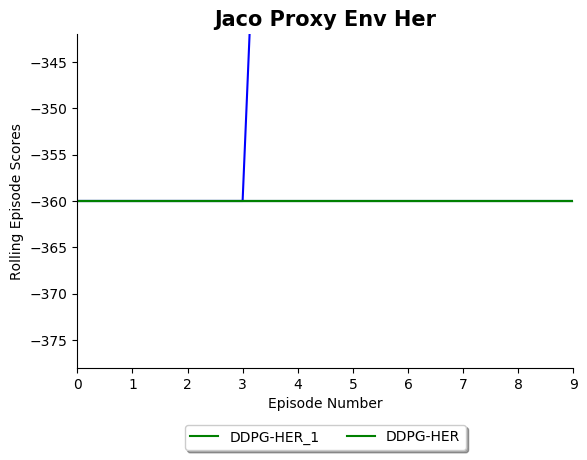 Jaco Proxy Env Her
Rolling Episode Scores
−345
−350
−355
−360
−365
−370
−375
0 1 2 3 4 5 6 7 8 9
Episode Number
DDPG-HER_1 DDPG-HER